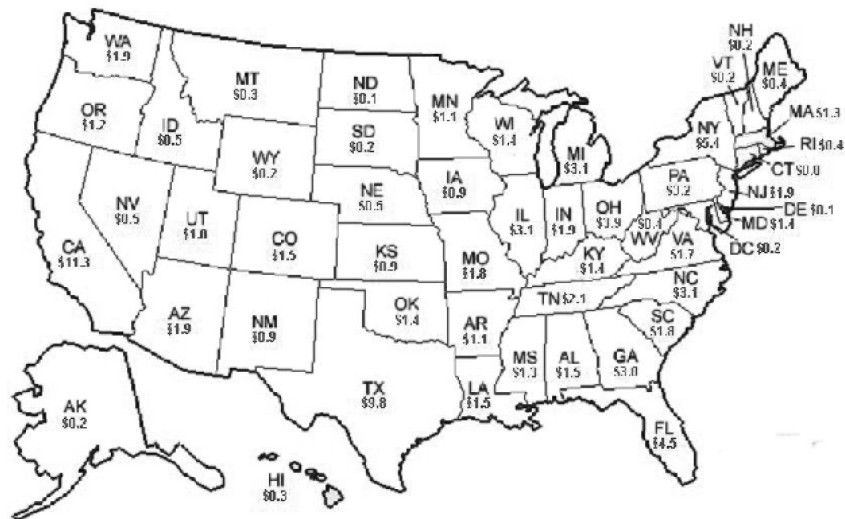 WA
$1.9
OR
$1.7
CA
$11.3
NV
$0.5
ID
$0.5
MT
$0.3
WY
$0.2
UT
$1.0
CO
$1.5
AZ
$1.9
NM
$0.9
ND
$0.1
SD
$0.2
NE
$0.5
KS
$0.9
OK
$1.4
TX
$9.8
MN
$1.1
IA
$0.9
MO
$1.8
AR
$1.1
LA
$1.5
WI
$1.4
IL
$3.1
MI
$3.1
IN
$1.9
OH
$3.9
KY
$1.4
TN $2.1
MS
AL
$1.5
GA
$3.0
FL
$4.5
SC
$1.8
NC
$3.1
VA
$1.7
WV
$0.4
PA
$3.2
NY
$5.4
VT
$0.2
NH
$0.2
ME
$0.4
MA $1.3
RI $0.4
CT
NJ $1.9
DE $0.1
MD $1.4
DC $0.2
AK
$0.2
HI
$0.3